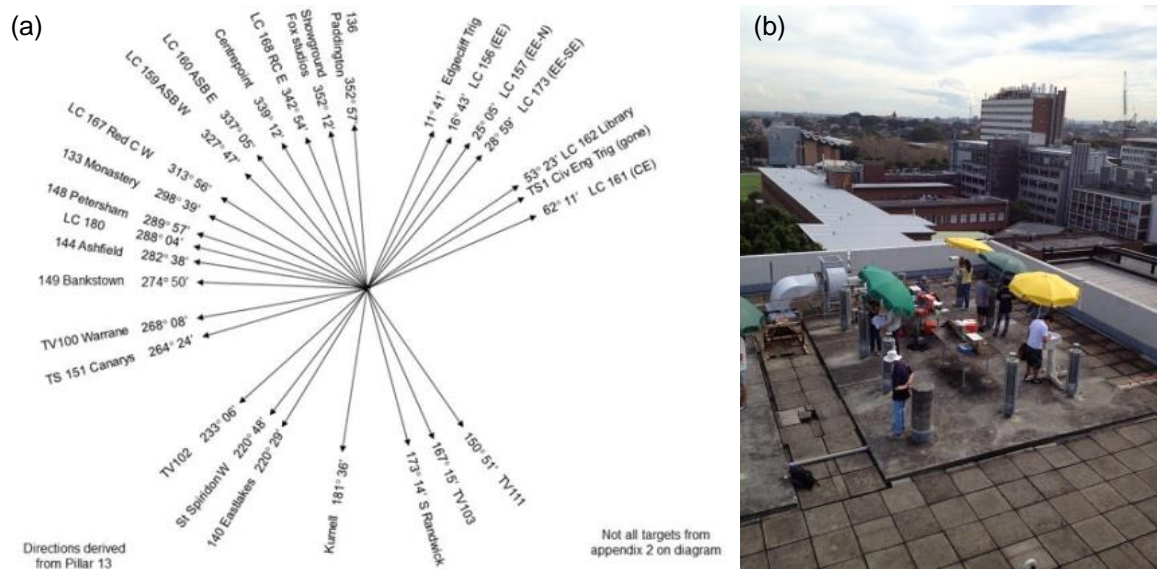 (a)
(b)
LC 159 ASB W 327° 47'
LC 160 ASB E 337° 05'
Centrepoint 339° 12'
LC 168 RC E 342° 54'
Fox studios
Showground 352° 12'
Paddington 352° 57'
136
11° 41' Edgecliff Trig
16° 43' LC 156 (EE)
25° 05' LC 157 (EE-N)
28° 59' LC 173 (EE-SE)
53° 23' LC 162 Library
TS1 Civ Eng Trig (gone)
62° 11' LC 161 (CE)
LC 167 Red C W 313° 56'
133 Monastery 298° 39'
148 Petersham 289° 57'
LC 180 288° 04'
144 Ashfield 282° 38'
149 Bankstown 274° 50'
TV100 Warrane 268° 08'
TS 151 Canarys 264° 24'
TV102 233° 06'
St Spiridon W 220° 48'
140 Eastlakes 220° 29'
Kurnell 181° 36'
173° 14' S Randwick
167° 15' TV103
150° 51' TV111
Directions derived
from Pillar 13
Not all targets from
appendix 2 on diagram